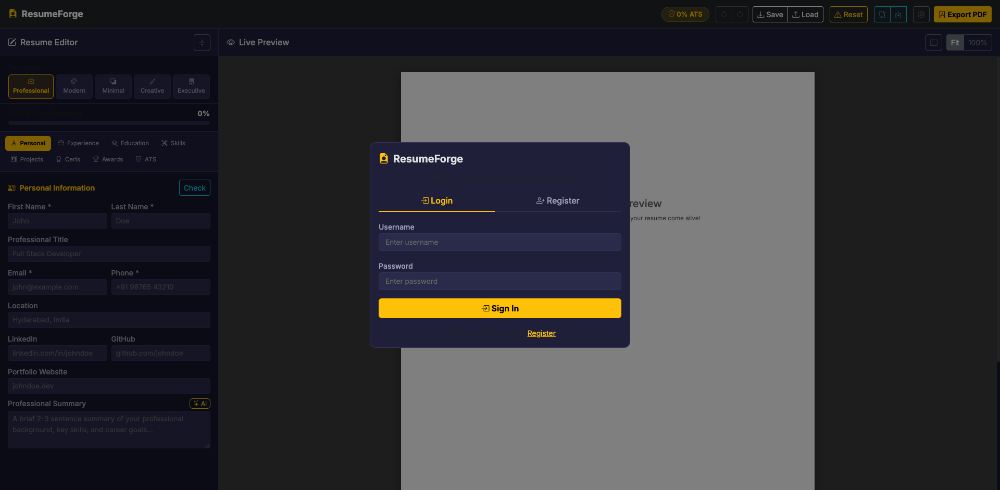 ResumeForge
0% ATS
Save
Load
Reset
Export PDF
Resume Editor
Live Preview
Fit
100%
Template
Professional
Modern
Minimal
Creative
Executive
Profile Completeness
0%
Personal
Experience
Education
Skills
Projects
Certs
Awards
ATS
Personal Information
Check
First Name *
Last Name *
John
Doe
Professional Title
Full Stack Developer
Email *
Phone *
john@example.com
+91 98765 43210
Location
Hyderabad, India
LinkedIn
GitHub
linkedin.com/in/johndoe
github.com/johndoe
Portfolio Website
johndoe.dev
Professional Summary
AI
A brief 2-3 sentence summary of your professional
background, key skills, and career goals...
ResumeForge
Login
Register
Username
Enter username
Password
Enter password
Sign In
Register
review
your resume come alive!